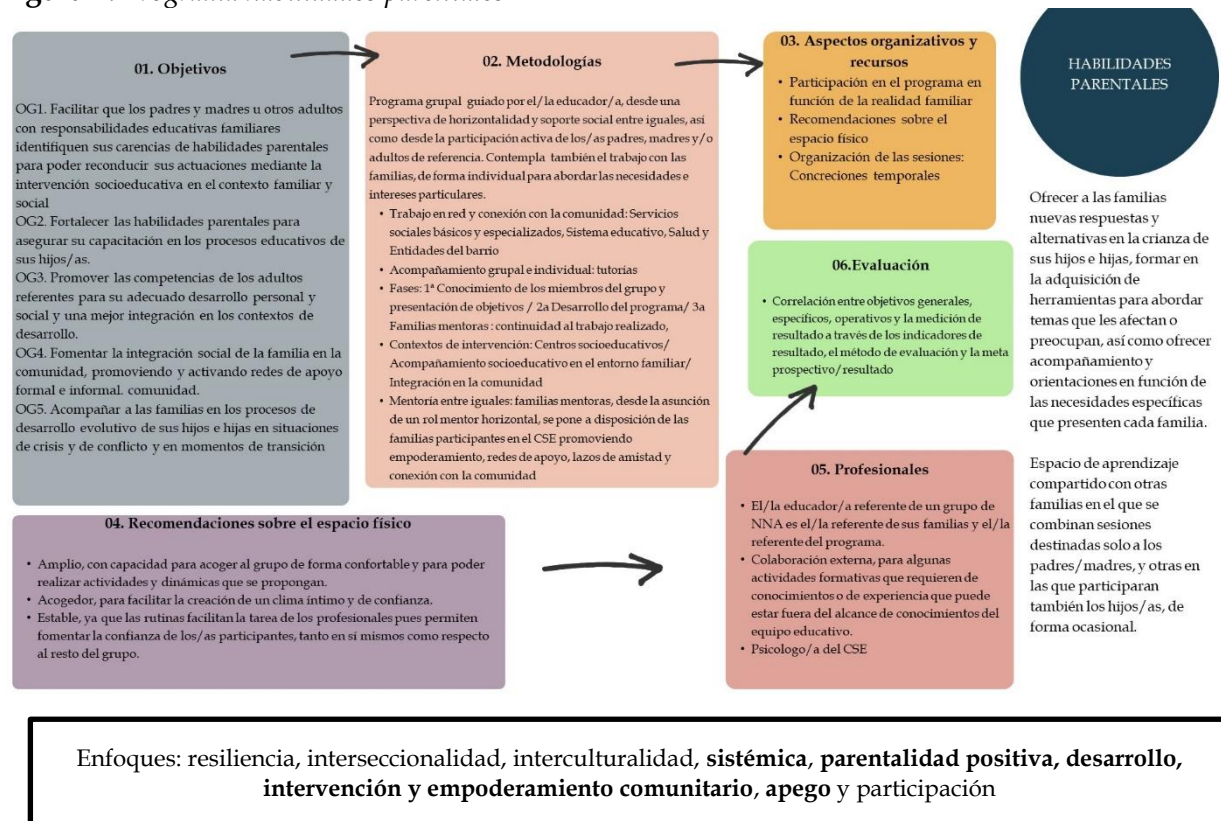 01. Objetivos
OG1. Facilitar que los padres y madres u otros adultos
con responsabilidades educativas familiares
identifiquen sus carencias de habilidades parentales
para poder reconducir sus actuaciones mediante la
intervención socioeducativa en el contexto familiar y
social
OG2. Fortalecer las habilidades parentales para
asegurar su capacitación en los procesos educativos de
sus hijos/as.
OG3. Promover las competencias de los adultos
referentes para su adecuado desarrollo personal y
social y una mejor integración en los contextos de
desarrollo.
OG4. Fomentar la integración social de la familia en la
comunidad, promoviendo y activando redes de apoyo
formal e informal. comunidad.
OG5. Acompañar a las familias en los procesos de
desarrollo evolutivo de sus hijos e hijas en situaciones
de crisis y de conflicto y en momentos de transición
02. Metodologías
Programa grupal guiado por el/la educador/a, desde una
perspectiva de horizontalidad y soporte social entre iguales, así
como desde la participación activa de los/as padres, madres y/o
adultos de referencia. Contempla también el trabajo con las
familias, de forma individual para abordar las necesidades e
intereses particulares.
• Trabajo en red y conexión con la comunidad: Servicios
sociales básicos y especializados, Sistema educativo, Salud y
Entidades del barrio
• Acompañamiento grupal e individual: tutorías
• Fases: 1ª Conocimiento de los miembros del grupo y
presentación de objetivos / 2a Desarrollo del programa/ 3a
Familias mentoras : continuidad al trabajo realizado,
• Contextos de intervención: Centros socioeducativos/
Acompañamiento socioeducativo en el entorno familiar/
Integración en la comunidad
• Mentoría entre iguales: familias mentoras, desde la asunción
de un rol mentor horizontal, se pone a disposición de las
familias participantes en el CSE promoviendo
empoderamiento, redes de apoyo, lazos de amistad y
conexión con la comunidad
03. Aspectos organizativos y
recursos
• Participación en el programa en
función de la realidad familiar
• Recomendaciones sobre el
espacio físico
• Organización de las sesiones:
Concreciones temporales
04. Recomendaciones sobre el espacio físico
• Amplio, con capacidad para acoger al grupo de forma confortable y para poder
realizar actividades y dinámicas que se propongan.
• Acogedor, para facilitar la creación de un clima íntimo y de confianza.
• Estable, ya que las rutinas facilitan la tarea de los profesionales pues permiten
fomentar la confianza de los/as participantes, tanto en sí mismos como respecto
al resto del grupo.
05. Profesionales
• El/la educador/a referente de un grupo de
NNA es el/la referente de sus familias y el/la
referente del programa.
• Colaboración externa, para algunas
actividades formativas que requieren de
conocimientos o de experiencia que puede
estar fuera del alcance de conocimientos del
equipo educativo.
• Psicologo/a del CSE
06.Evaluación
• Correlación entre objetivos generales,
específicos, operativos y la medición de
resultado a través de los indicadores de
resultado, el método de evaluación y la meta
prospectivo/resultado
HABILIDADES
PARENTALES
Ofrecer a las familias
nuevas respuestas y
alternativas en la crianza de
sus hijos e hijas, formar en
la adquisición de
herramientas para abordar
temas que les afectan o
preocupan, así como ofrecer
acompañamiento y
orientaciones en función de
las necesidades específicas
que presenten cada familia.
Espacio de aprendizaje
compartido con otras
familias en el que se
combinan sesiones
destinadas solo a los
padres/madres, y otras en
las que participaran
también los hijos/as, de
forma ocasional.
Enfoques: resiliencia, interseccionalidad, interculturalidad, sistémica, parentalidad positiva, desarrollo,
intervención y empoderamiento comunitario, apego y participación